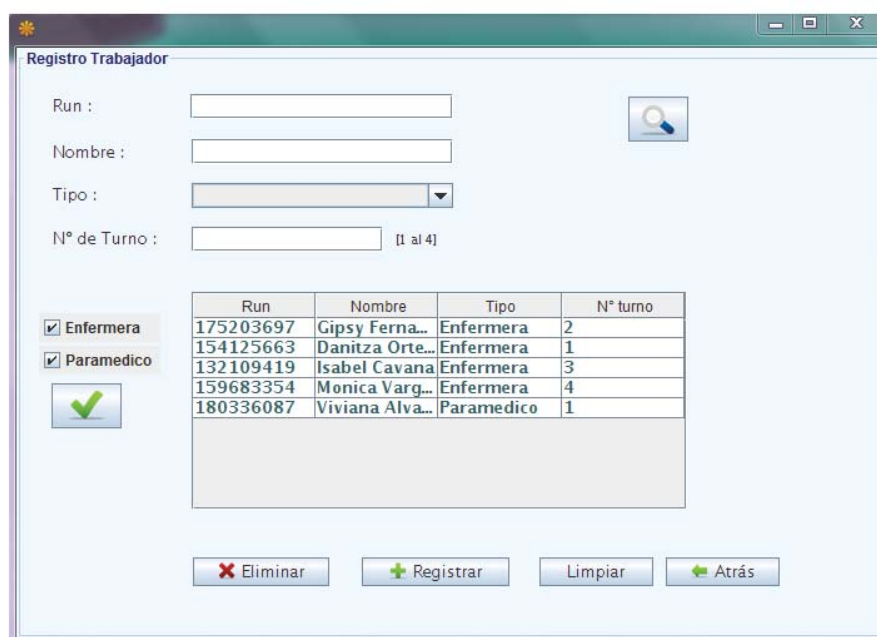 Registro Trabajador
Run :
Nombre :
Tipo :
N° de Turno : [1 al 4]
Run Nombre Tipo N° turno
175203697 Gipsy Ferna... Enfermera 2
154125663 Danitza Orte... Enfermera 1
132109419 Isabel Cavana Enfermera 3
159683354 Monica Varg... Enfermera 4
180336087 Viviana Alva... Paramedico 1
Enfermera
Paramedico
Eliminar Registrar Limpiar Atrás